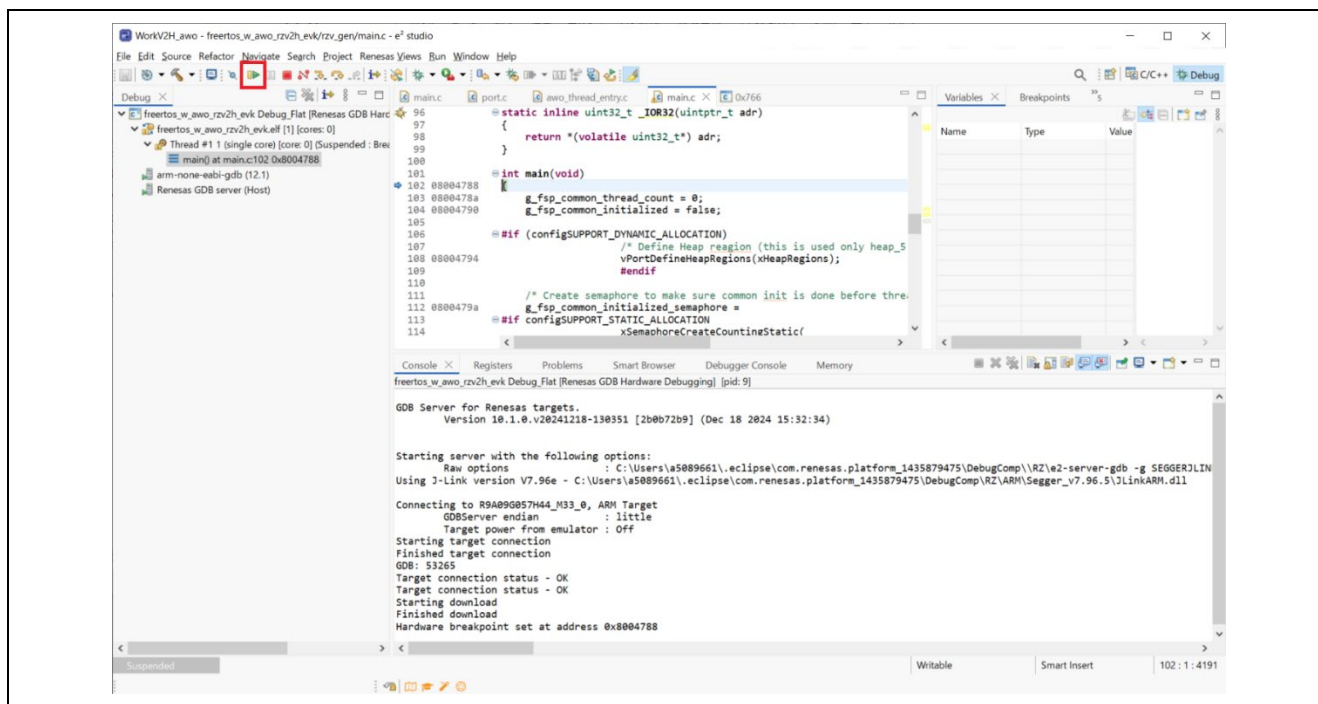 WorkV2H_awo - freertos_w_awo_rzv2h_evk/rzv_gen/main.c - e² studio
File Edit Source Refactor Navigate Search Project Renesas Views Run Window Help
C/C++ Debug
Debug
freertos_w_awo_rzv2h_evk Debug_Flat [Renesas GDB Hard
freertos_w_awo_rzv2h_evk.elf [1] [cores: 0]
Thread #1 1 (single core) [core: 0] (Suspended : Brea
main() at main.c:102 0x8004788
arm-none-eabi-gdb (12.1)
Renesas GDB server (Host)
main.c port.c awo_thread_entry.c main.c 0x766
96 static inline uint32_t _IOR32(uintptr_t adr)
97 {
98 return *(volatile uint32_t*) adr;
99 }
100
101 int main(void)
102 08004788 {
103 0800478a g_fsp_common_thread_count = 0;
104 08004790 g_fsp_common_initialized = false;
105
106 #if (configSUPPORT_DYNAMIC_ALLOCATION)
107 /* Define Heap reagion (this is used only heap_5
108 08004794 vPortDefineHeapRegions(xHeapRegions);
109 #endif
110
111 /* Create semaphore to make sure common init is done before thre
112 0800479a g_fsp_common_initialized_semaphore =
113 #if configSUPPORT_STATIC_ALLOCATION
114 xSemaphoreCreateCountingStatic(
Variables Breakpoints »5
Name Type Value
Console Registers Problems Smart Browser Debugger Console Memory
freertos_w_awo_rzv2h_evk Debug_Flat [Renesas GDB Hardware Debugging] [pid: 9]
GDB Server for Renesas targets.
Version 10.1.0.v20241218-130351 [2b0b72b9] (Dec 18 2024 15:32:34)
Starting server with the following options:
Raw options : C:\Users\a5089661\.eclipse\com.renesas.platform_1435879475\DebugComp\\RZ\e2-server-gdb -g SEGGERJLIN
Using J-Link version V7.96e - C:\Users\a5089661\.eclipse\com.renesas.platform_1435879475\DebugComp\RZ\ARM\Segger_v7.96.5\JLinkARM.dll
Connecting to R9A09G057H44_M33_0, ARM Target
GDBServer endian : little
Target power from emulator : Off
Starting target connection
Finished target connection
GDB: 53265
Target connection status - OK
Target connection status - OK
Starting download
Finished download
Hardware breakpoint set at address 0x8004788
Suspended
Writable Smart Insert 102 : 1 : 4191